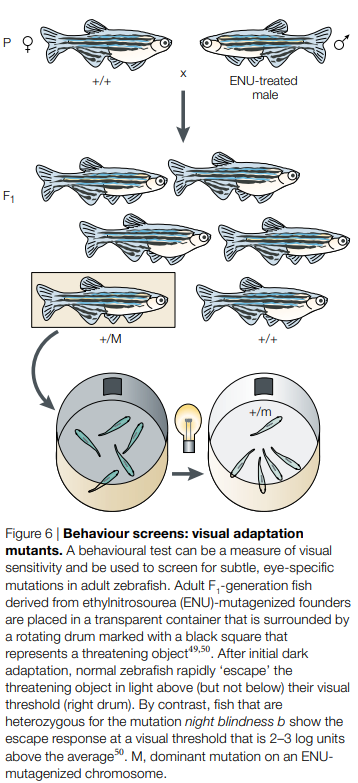 P ♀ ♂
+/+ x ENU-treated
male
F1
+/M +/+
+/m
Figure 6 | Behaviour screens: visual adaptation
mutants. A behavioural test can be a measure of visual
sensitivity and be used to screen for subtle, eye-specific
mutations in adult zebrafish. Adult F1-generation fish
derived from ethylnitrosourea (ENU)-mutagenized founders
are placed in a transparent container that is surrounded by
a rotating drum marked with a black square that
represents a threatening object49,50. After initial dark
adaptation, normal zebrafish rapidly ‘escape’ the
threatening object in light above (but not below) their visual
threshold (right drum). By contrast, fish that are
heterozygous for the mutation night blindness b show the
escape response at a visual threshold that is 2–3 log units
above the average50. M, dominant mutation on an ENU-
mutagenized chromosome.